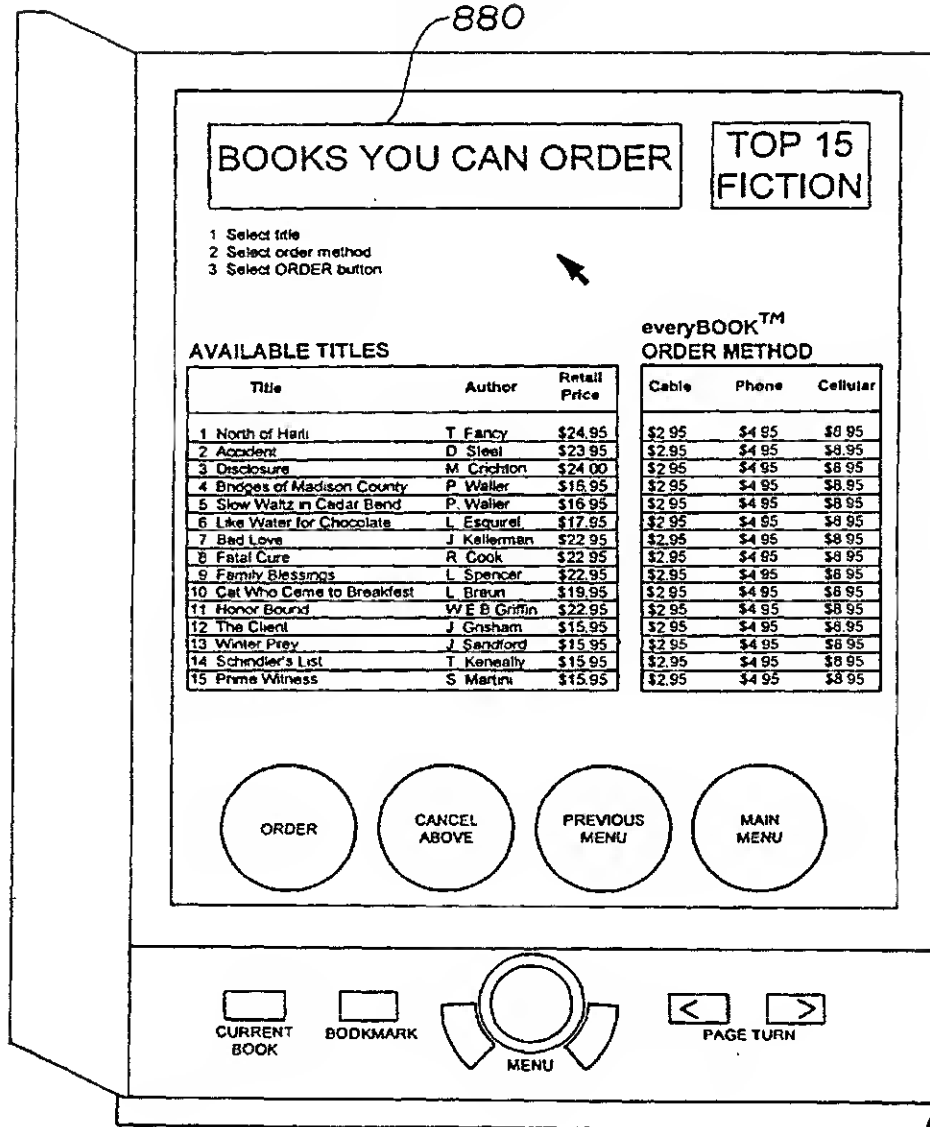 880
BOOKS YOU CAN ORDER
TOP 15
FICTION
1 Select title
2 Select order method
3 Select ORDER button
AVAILABLE TITLES
everyBOOK™
ORDER METHOD
Title Author Retail Price Cable Phone Cellular
1 North of Haiti T Fancy $24.95 $2 95 $4 95 $8 95
2 Accident D Steel $23 95 $2.95 $4 95 $8.95
3 Disclosure M Crichton $24 00 $2 95 $4 95 $8 95
4 Bridges of Madison County P Waller $16,95 $2 95 $4 95 $8.95
5 Slow Waltz in Cedar Bend P. Waller $16 95 $2 95 $4 95 $8 95
6 Like Water for Chocolate L Esquirel $17.95 $2 95 $4 95 $8 95
7 Bad Love J Kellerman $22 95 $2.95 $4 95 $8 95
8 Fatal Cure R Cook $22 95 $2 95 $4 95 $8 95
9 Family Blessings L Spencer $22.95 $2.95 $4 95 $8 95
10 Cat Who Came to Breakfast L Braun $19,95 $2 95 $4 95 $8 95
11 Honor Bound W E B Griffin $22.95 $2 95 $4 95 $8 95
12 The Client J Grisham $15.95 $2 95 $4 95 $8.95
13 Winter Prey J Sandford $15 95 $2 95 $4 95 $8 95
14 Schindler's List T Keneally $15 95 $2.95 $4 95 $8 95
15 Prime Witness S Martini $15.95 $2.95 $4 95 $8 95
ORDER
CANCEL
ABOVE
PREVIOUS
MENU
MAIN
MENU
CURRENT
BOOK
BOOKMARK
MENU
< >
PAGE TURN